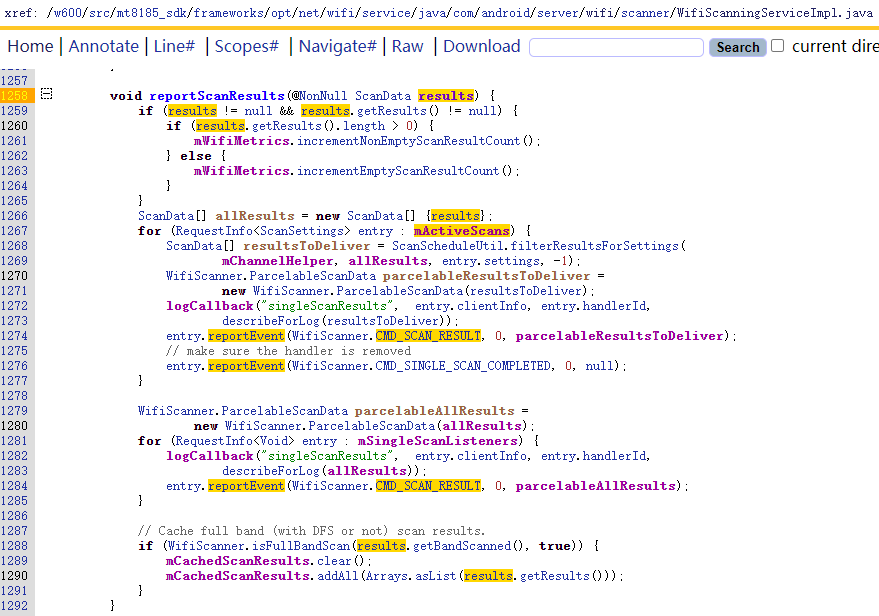 xref: /w600/src/mt8185_sdk/frameworks/opt/net/wifi/service/java/com/android/server/wifi/scanner/WifiScanningServiceImpl.java
Home | Annotate | Line# | Scopes# | Navigate# | Raw | Download Search current dire
1257
1258 void reportScanResults(@NonNull ScanData results) {
1259 if (results != null && results.getResults() != null) {
1260 if (results.getResults().length > 0) {
1261 mWifiMetrics.incrementNonEmptyScanResultCount();
1262 } else {
1263 mWifiMetrics.incrementEmptyScanResultCount();
1264 }
1265 }
1266 ScanData[] allResults = new ScanData[] {results};
1267 for (RequestInfo<ScanSettings> entry : mActiveScans) {
1268 ScanData[] resultsToDeliver = ScanScheduleUtil.filterResultsForSettings(
1269 mChannelHelper, allResults, entry.settings, -1);
1270 WifiScanner.ParcelableScanData parcelableResultsToDeliver =
1271 new WifiScanner.ParcelableScanData(resultsToDeliver);
1272 logCallback("singleScanResults", entry.clientInfo, entry.handlerId,
1273 describeForLog(resultsToDeliver));
1274 entry.reportEvent(WifiScanner.CMD_SCAN_RESULT, 0, parcelableResultsToDeliver);
1275 // make sure the handler is removed
1276 entry.reportEvent(WifiScanner.CMD_SINGLE_SCAN_COMPLETED, 0, null);
1277 }
1278
1279 WifiScanner.ParcelableScanData parcelableAllResults =
1280 new WifiScanner.ParcelableScanData(allResults);
1281 for (RequestInfo<Void> entry : mSingleScanListeners) {
1282 logCallback("singleScanResults", entry.clientInfo, entry.handlerId,
1283 describeForLog(allResults));
1284 entry.reportEvent(WifiScanner.CMD_SCAN_RESULT, 0, parcelableAllResults);
1285 }
1286
1287 // Cache full band (with DFS or not) scan results.
1288 if (WifiScanner.isFullBandScan(results.getBandScanned(), true)) {
1289 mCachedScanResults.clear();
1290 mCachedScanResults.addAll(Arrays.asList(results.getResults()));
1291 }
1292 }